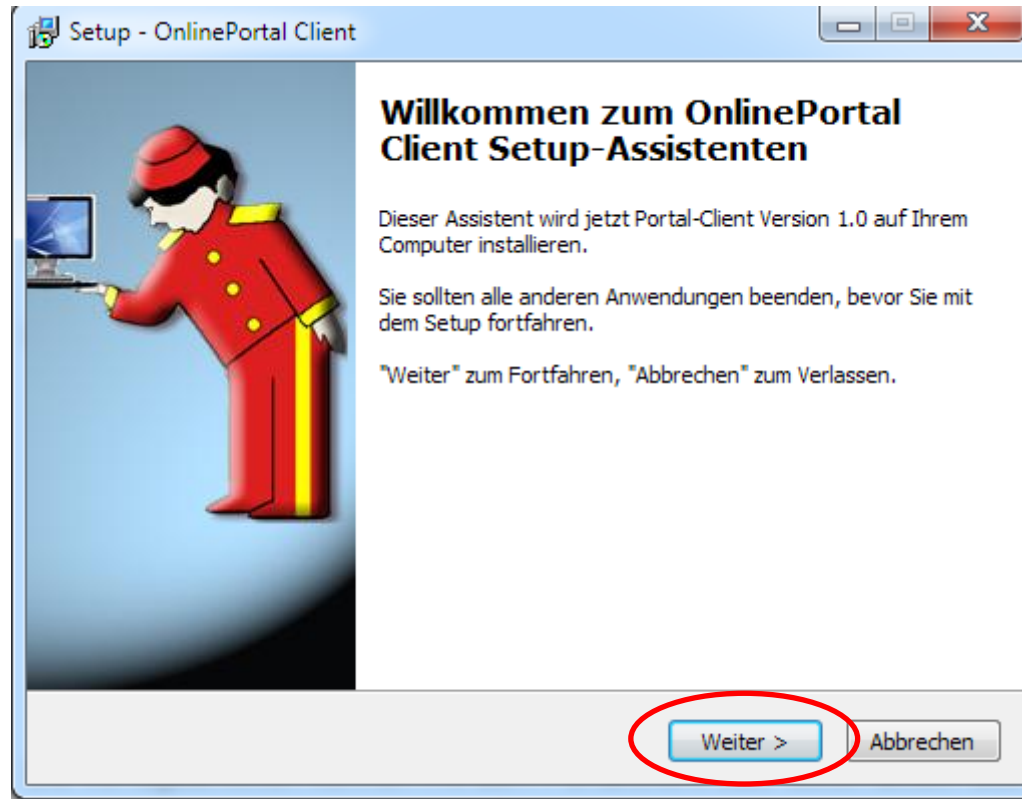 Setup - OnlinePortal Client
Willkommen zum OnlinePortal
Client Setup-Assistenten
Dieser Assistent wird jetzt Portal-Client Version 1.0 auf Ihrem
Computer installieren.
Sie sollten alle anderen Anwendungen beenden, bevor Sie mit
dem Setup fortfahren.
"Weiter" zum Fortfahren, "Abbrechen" zum Verlassen.
Weiter >
Abbrechen